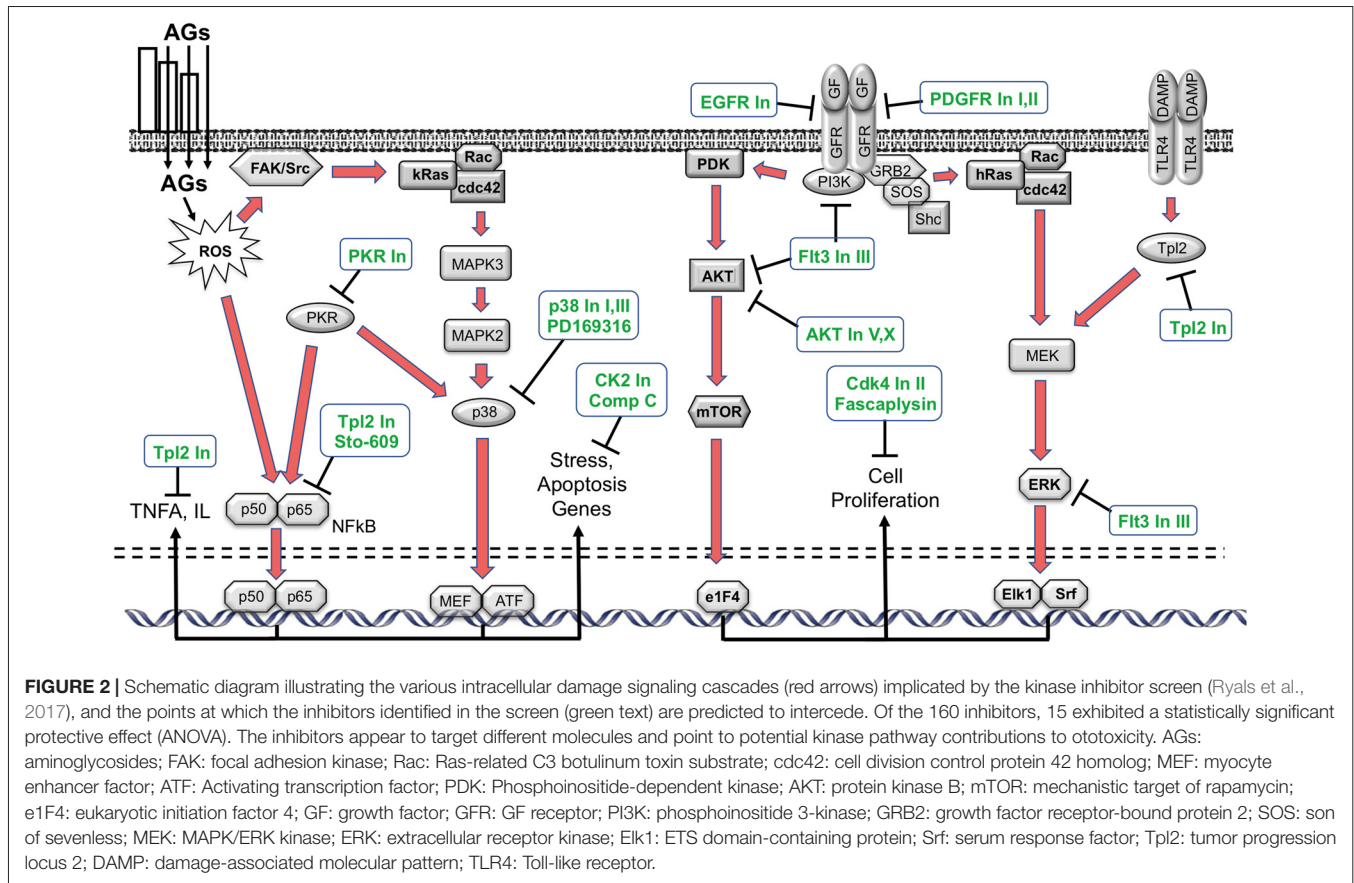 AGs
AGs
ROS
FAK/Src
kRas
Rac
cdc42
MAPK3
MAPK2
p38
PKR In
PKR
p38 In I,III
PD169316
CK2 In
Comp C
Stress,
Apoptosis
Genes
Tpl2 In
Sto-609
Tpl2 In
TNFA, IL
p50
p65
NFkB
p50
p65
MEF
ATF
EGFR In
PDGFR In I,II
GF
GF
GFR
GFR
PDK
PI3K
GRB2
SOS
Shc
hRas
Rac
cdc42
Flt3 In III
AKT
AKT In V,X
mTOR
Cdk4 In II
Fascaplysin
Cell
Proliferation
e1F4
DAMP
DAMP
TLR4
TLR4
Tpl2
Tpl2 In
MEK
ERK
Flt3 In III
Elk1
Srf
FIGURE 2 | Schematic diagram illustrating the various intracellular damage signaling cascades (red arrows) implicated by the kinase inhibitor screen (Ryals et al.,
2017), and the points at which the inhibitors identified in the screen (green text) are predicted to intercede. Of the 160 inhibitors, 15 exhibited a statistically significant
protective effect (ANOVA). The inhibitors appear to target different molecules and point to potential kinase pathway contributions to ototoxicity. AGs:
aminoglycosides; FAK: focal adhesion kinase; Rac: Ras-related C3 botulinum toxin substrate; cdc42: cell division control protein 42 homolog; MEF: myocyte
enhancer factor; ATF: Activating transcription factor; PDK: Phosphoinositide-dependent kinase; AKT: protein kinase B; mTOR: mechanistic target of rapamycin;
e1F4: eukaryotic initiation factor 4; GF: growth factor; GFR: GF receptor; PI3K: phosphoinositide 3-kinase; GRB2: growth factor receptor-bound protein 2; SOS: son
of sevenless; MEK: MAPK/ERK kinase; ERK: extracellular receptor kinase; Elk1: ETS domain-containing protein; Srf: serum response factor; Tpl2: tumor progression
locus 2; DAMP: damage-associated molecular pattern; TLR4: Toll-like receptor.